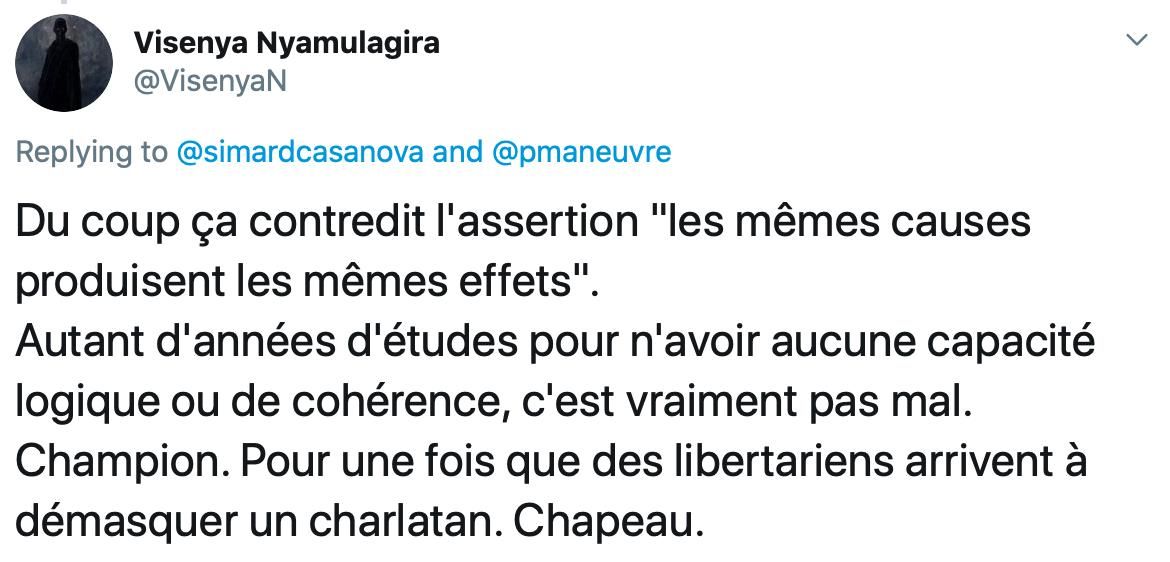 Visenya Nyamulagira
@VisenyaN
Replying to @simardcasanova and @pmaneuvre
Du coup ça contredit l'assertion "les mêmes causes
produisent les mêmes effets".
Autant d'années d'études pour n'avoir aucune capacité
logique ou de cohérence, c'est vraiment pas mal.
Champion. Pour une fois que des libertariens arrivent à
démasquer un charlatan. Chapeau.